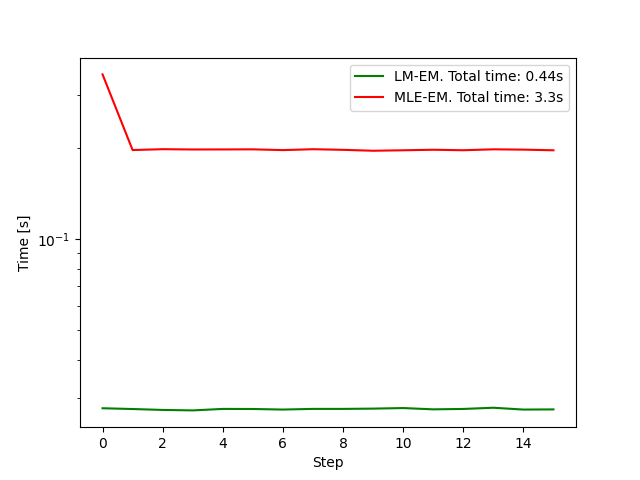 LM-EM. Total time: 0.44s
MLE-EM. Total time: 3.3s
Time [s]
10⁻¹
0 2 4 6 8 10 12 14
Step